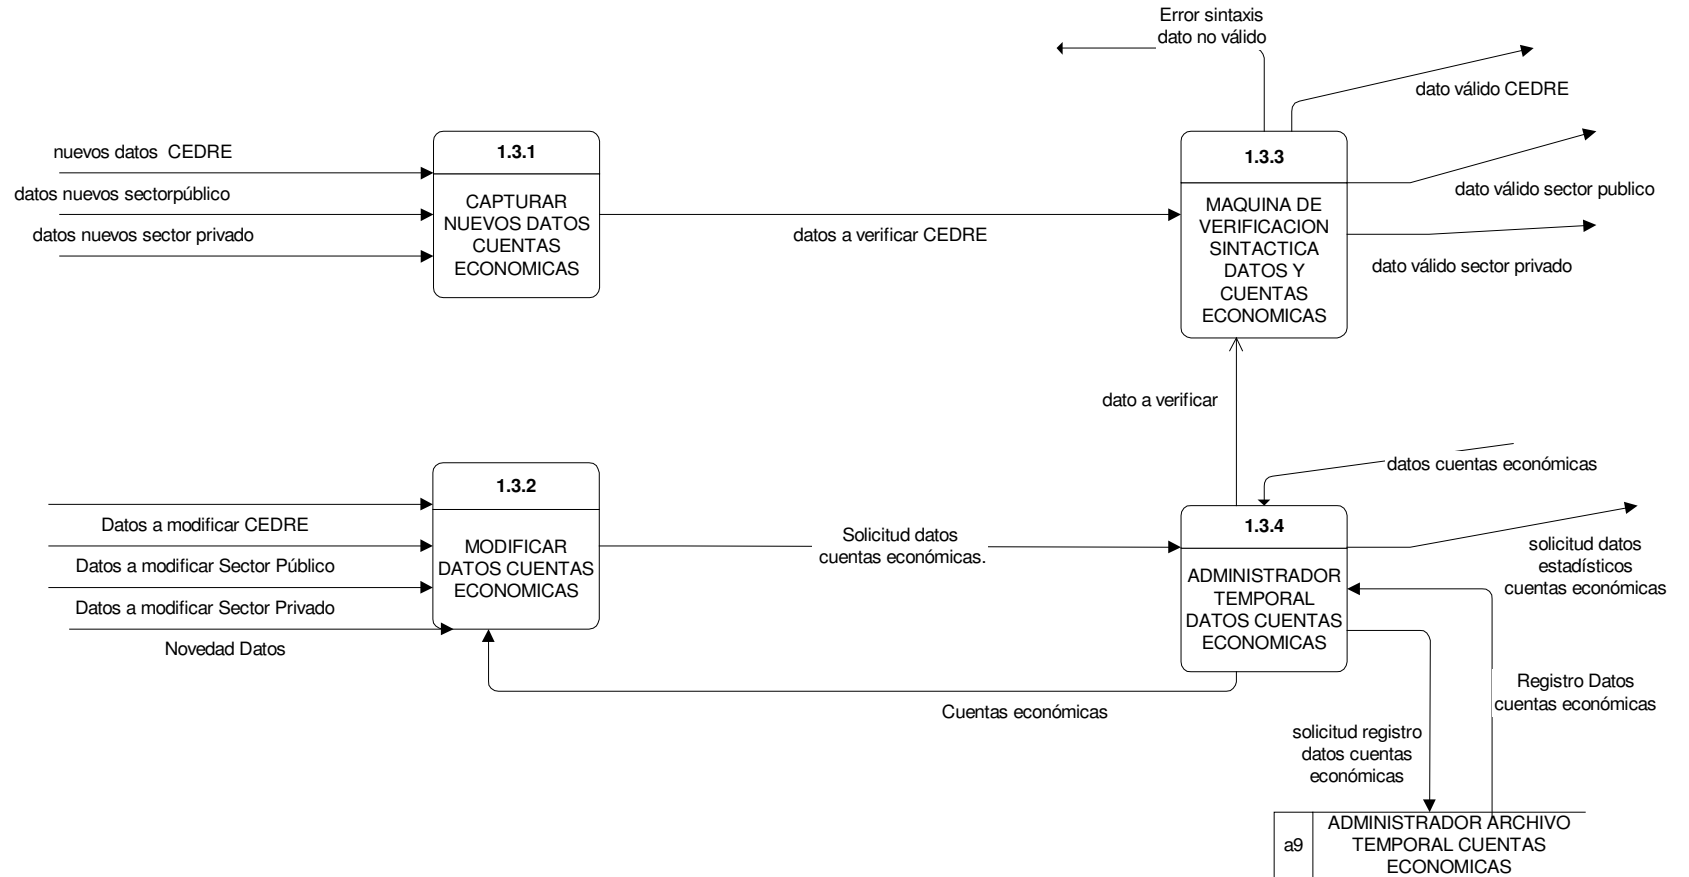 Error sintaxis
dato no válido
dato válido CEDRE
nuevos datos  CEDRE
datos nuevos sectorpúblico
datos nuevos sector privado
1.3.1
CAPTURAR
NUEVOS DATOS
CUENTAS
ECONOMICAS
datos a verificar CEDRE
1.3.3
MAQUINA DE
VERIFICACION
SINTACTICA
DATOS Y
CUENTAS
ECONOMICAS
dato válido sector publico
dato válido sector privado
dato a verificar
datos cuentas económicas
Datos a modificar CEDRE
Datos a modificar Sector Público
Datos a modificar Sector Privado
Novedad Datos
1.3.2
MODIFICAR
DATOS CUENTAS
ECONOMICAS
Solicitud datos
cuentas económicas.
1.3.4
ADMINISTRADOR
TEMPORAL
DATOS CUENTAS
ECONOMICAS
solicitud datos
estadísticos
cuentas económicas
Cuentas económicas
Registro Datos
cuentas económicas
solicitud registro
datos cuentas
económicas
a9
ADMINISTRADOR ARCHIVO
TEMPORAL CUENTAS
ECONOMICAS